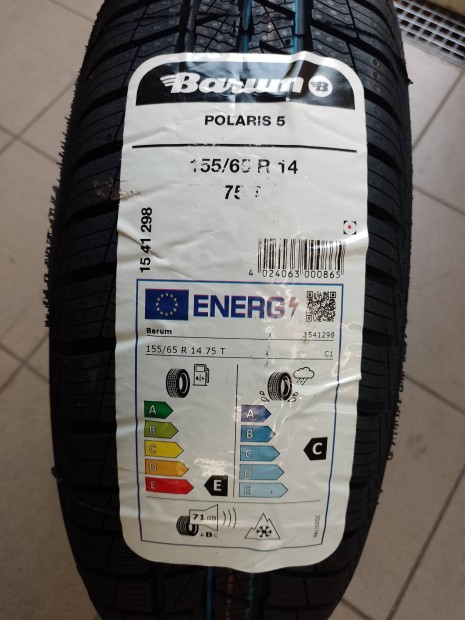 Barum B
POLARIS 5
155/65 R 14
75 T
15 41 298
4 024063 000865
ENERG
Barum
1541298
155/65 R 14 75 T
C1
A
B
C
D
E
E
A
B
C
D
E
C
71 dB
ABC